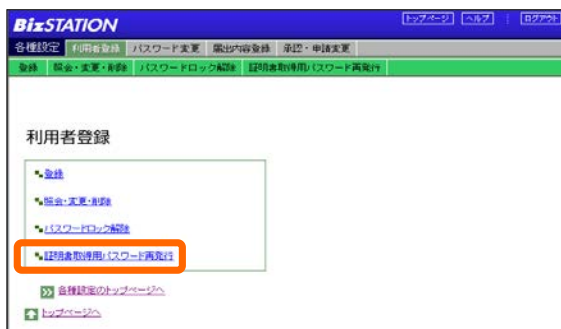 BizSTATION
トップページ ヘルプ ログアウト
各種設定 利用者登録 パスワード変更 届出内容登録 承認・申請変更
登録 照会・変更・削除 パスワードロック解除 証明書取得用パスワード再発行
利用者登録
登録
照会・変更・削除
パスワードロック解除
証明書取得用パスワード再発行
各種設定のトップページへ
トップページへ